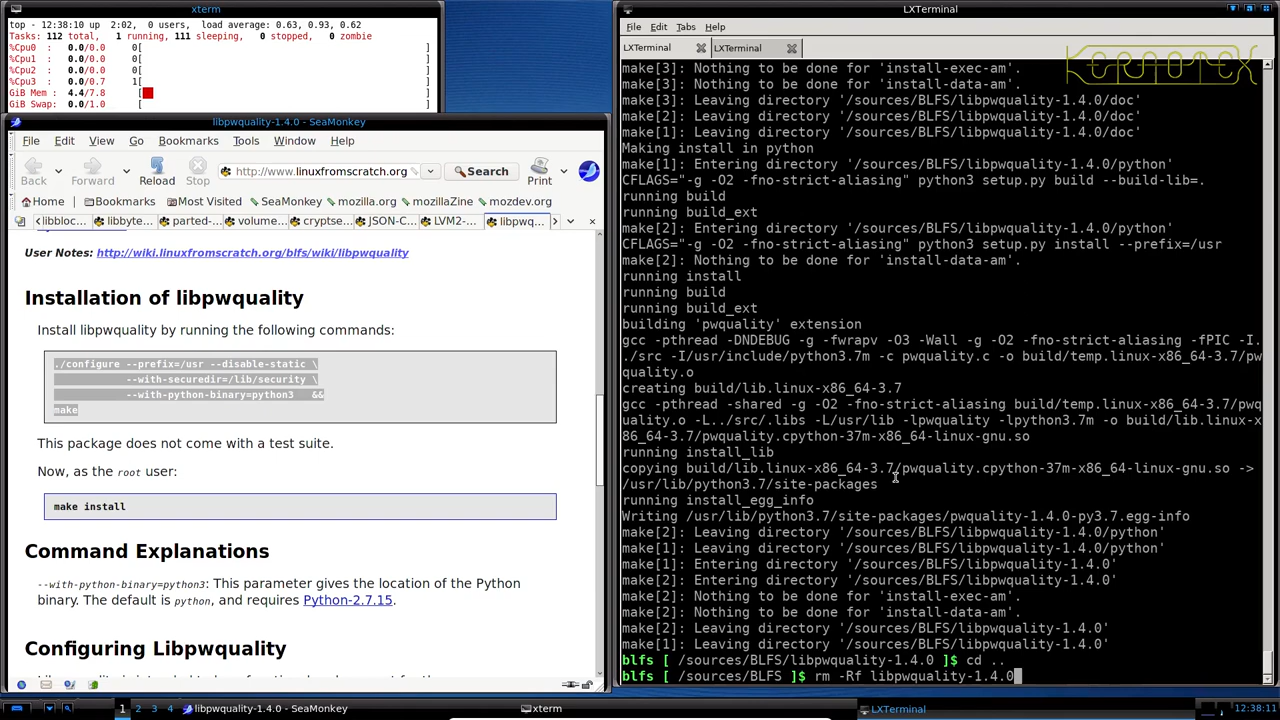 xterm
top - 12:38:10 up  2:02,  0 users,  load average: 0.63, 0.93, 0.62
Tasks: 112 total,   1 running, 111 sleeping,   0 stopped,   0 zombie
%Cpu0  :   0.0/0.0     0[                    ]
%Cpu1  :   0.0/0.0     0[                    ]
%Cpu2  :   0.0/0.0     0[                    ]
%Cpu3  :   0.0/0.7     1[                    ]
GiB Mem :  4.4/7.8      [                    ]
GiB Swap:  0.0/1.0      [                    ]
libpwquality-1.4.0 - SeaMonkey
File Edit View Go Bookmarks Tools Window Help
Back Forward Reload Stop http://www.linuxfromscratch.org Search Print
Home Bookmarks Most Visited SeaMonkey mozilla.org mozillaZine mozdev.org
libbloc... libbyte... parted-... volume... cryptse... JSON-C... LVM2-... libpwq...
User Notes: http://wiki.linuxfromscratch.org/blfs/wiki/libpwquality
Installation of libpwquality
Install libpwquality by running the following commands:
./configure --prefix=/usr --disable-static \
--with-securedir=/lib/security \
--with-python-binary=python3 &&
make
This package does not come with a test suite.
Now, as the root user:
make install
Command Explanations
--with-python-binary=python3: This parameter gives the location of the Python
binary. The default is python, and requires Python-2.7.15.
Configuring Libpwquality
LXTerminal
File Edit Tabs Help
LXTerminal LXTerminal
KERNOTEX
make[3]: Nothing to be done for 'install-exec-am'.
make[3]: Nothing to be done for 'install-data-am'.
make[3]: Leaving directory '/sources/BLFS/libpwquality-1.4.0/doc'
make[2]: Leaving directory '/sources/BLFS/libpwquality-1.4.0/doc'
make[1]: Leaving directory '/sources/BLFS/libpwquality-1.4.0/doc'
Making install in python
make[1]: Entering directory '/sources/BLFS/libpwquality-1.4.0/python'
CFLAGS="-g -O2 -fno-strict-aliasing" python3 setup.py build --build-lib=.
running build
running build_ext
make[2]: Entering directory '/sources/BLFS/libpwquality-1.4.0/python'
CFLAGS="-g -O2 -fno-strict-aliasing" python3 setup.py install --prefix=/usr
make[2]: Nothing to be done for 'install-data-am'.
running install
running build
running build_ext
building 'pwquality' extension
gcc -pthread -DNDEBUG -g -fwrapv -O3 -Wall -g -O2 -fno-strict-aliasing -fPIC -I.
./src -I/usr/include/python3.7m -c pwquality.c -o build/temp.linux-x86_64-3.7/pw
quality.o
creating build/lib.linux-x86_64-3.7
gcc -pthread -shared -g -O2 -fno-strict-aliasing build/temp.linux-x86_64-3.7/pwq
uality.o -L../src/.libs -L/usr/lib -lpwquality -lpython3.7m -o build/lib.linux-x
86_64-3.7/pwquality.cpython-37m-x86_64-linux-gnu.so
running install_lib
copying build/lib.linux-x86_64-3.7/pwquality.cpython-37m-x86_64-linux-gnu.so ->
/usr/lib/python3.7/site-packages
running install_egg_info
Writing /usr/lib/python3.7/site-packages/pwquality-1.4.0-py3.7.egg-info
make[2]: Leaving directory '/sources/BLFS/libpwquality-1.4.0/python'
make[1]: Leaving directory '/sources/BLFS/libpwquality-1.4.0/python'
make[1]: Entering directory '/sources/BLFS/libpwquality-1.4.0'
make[2]: Entering directory '/sources/BLFS/libpwquality-1.4.0'
make[2]: Nothing to be done for 'install-exec-am'.
make[2]: Nothing to be done for 'install-data-am'.
make[2]: Leaving directory '/sources/BLFS/libpwquality-1.4.0'
make[1]: Leaving directory '/sources/BLFS/libpwquality-1.4.0'
blfs [ /sources/BLFS/libpwquality-1.4.0 ]$ cd ..
blfs [ /sources/BLFS ]$ rm -Rf libpwquality-1.4.0
1 2 3 4 libpwquality-1.4.0 - SeaMonkey xterm LXTerminal 12:38:11